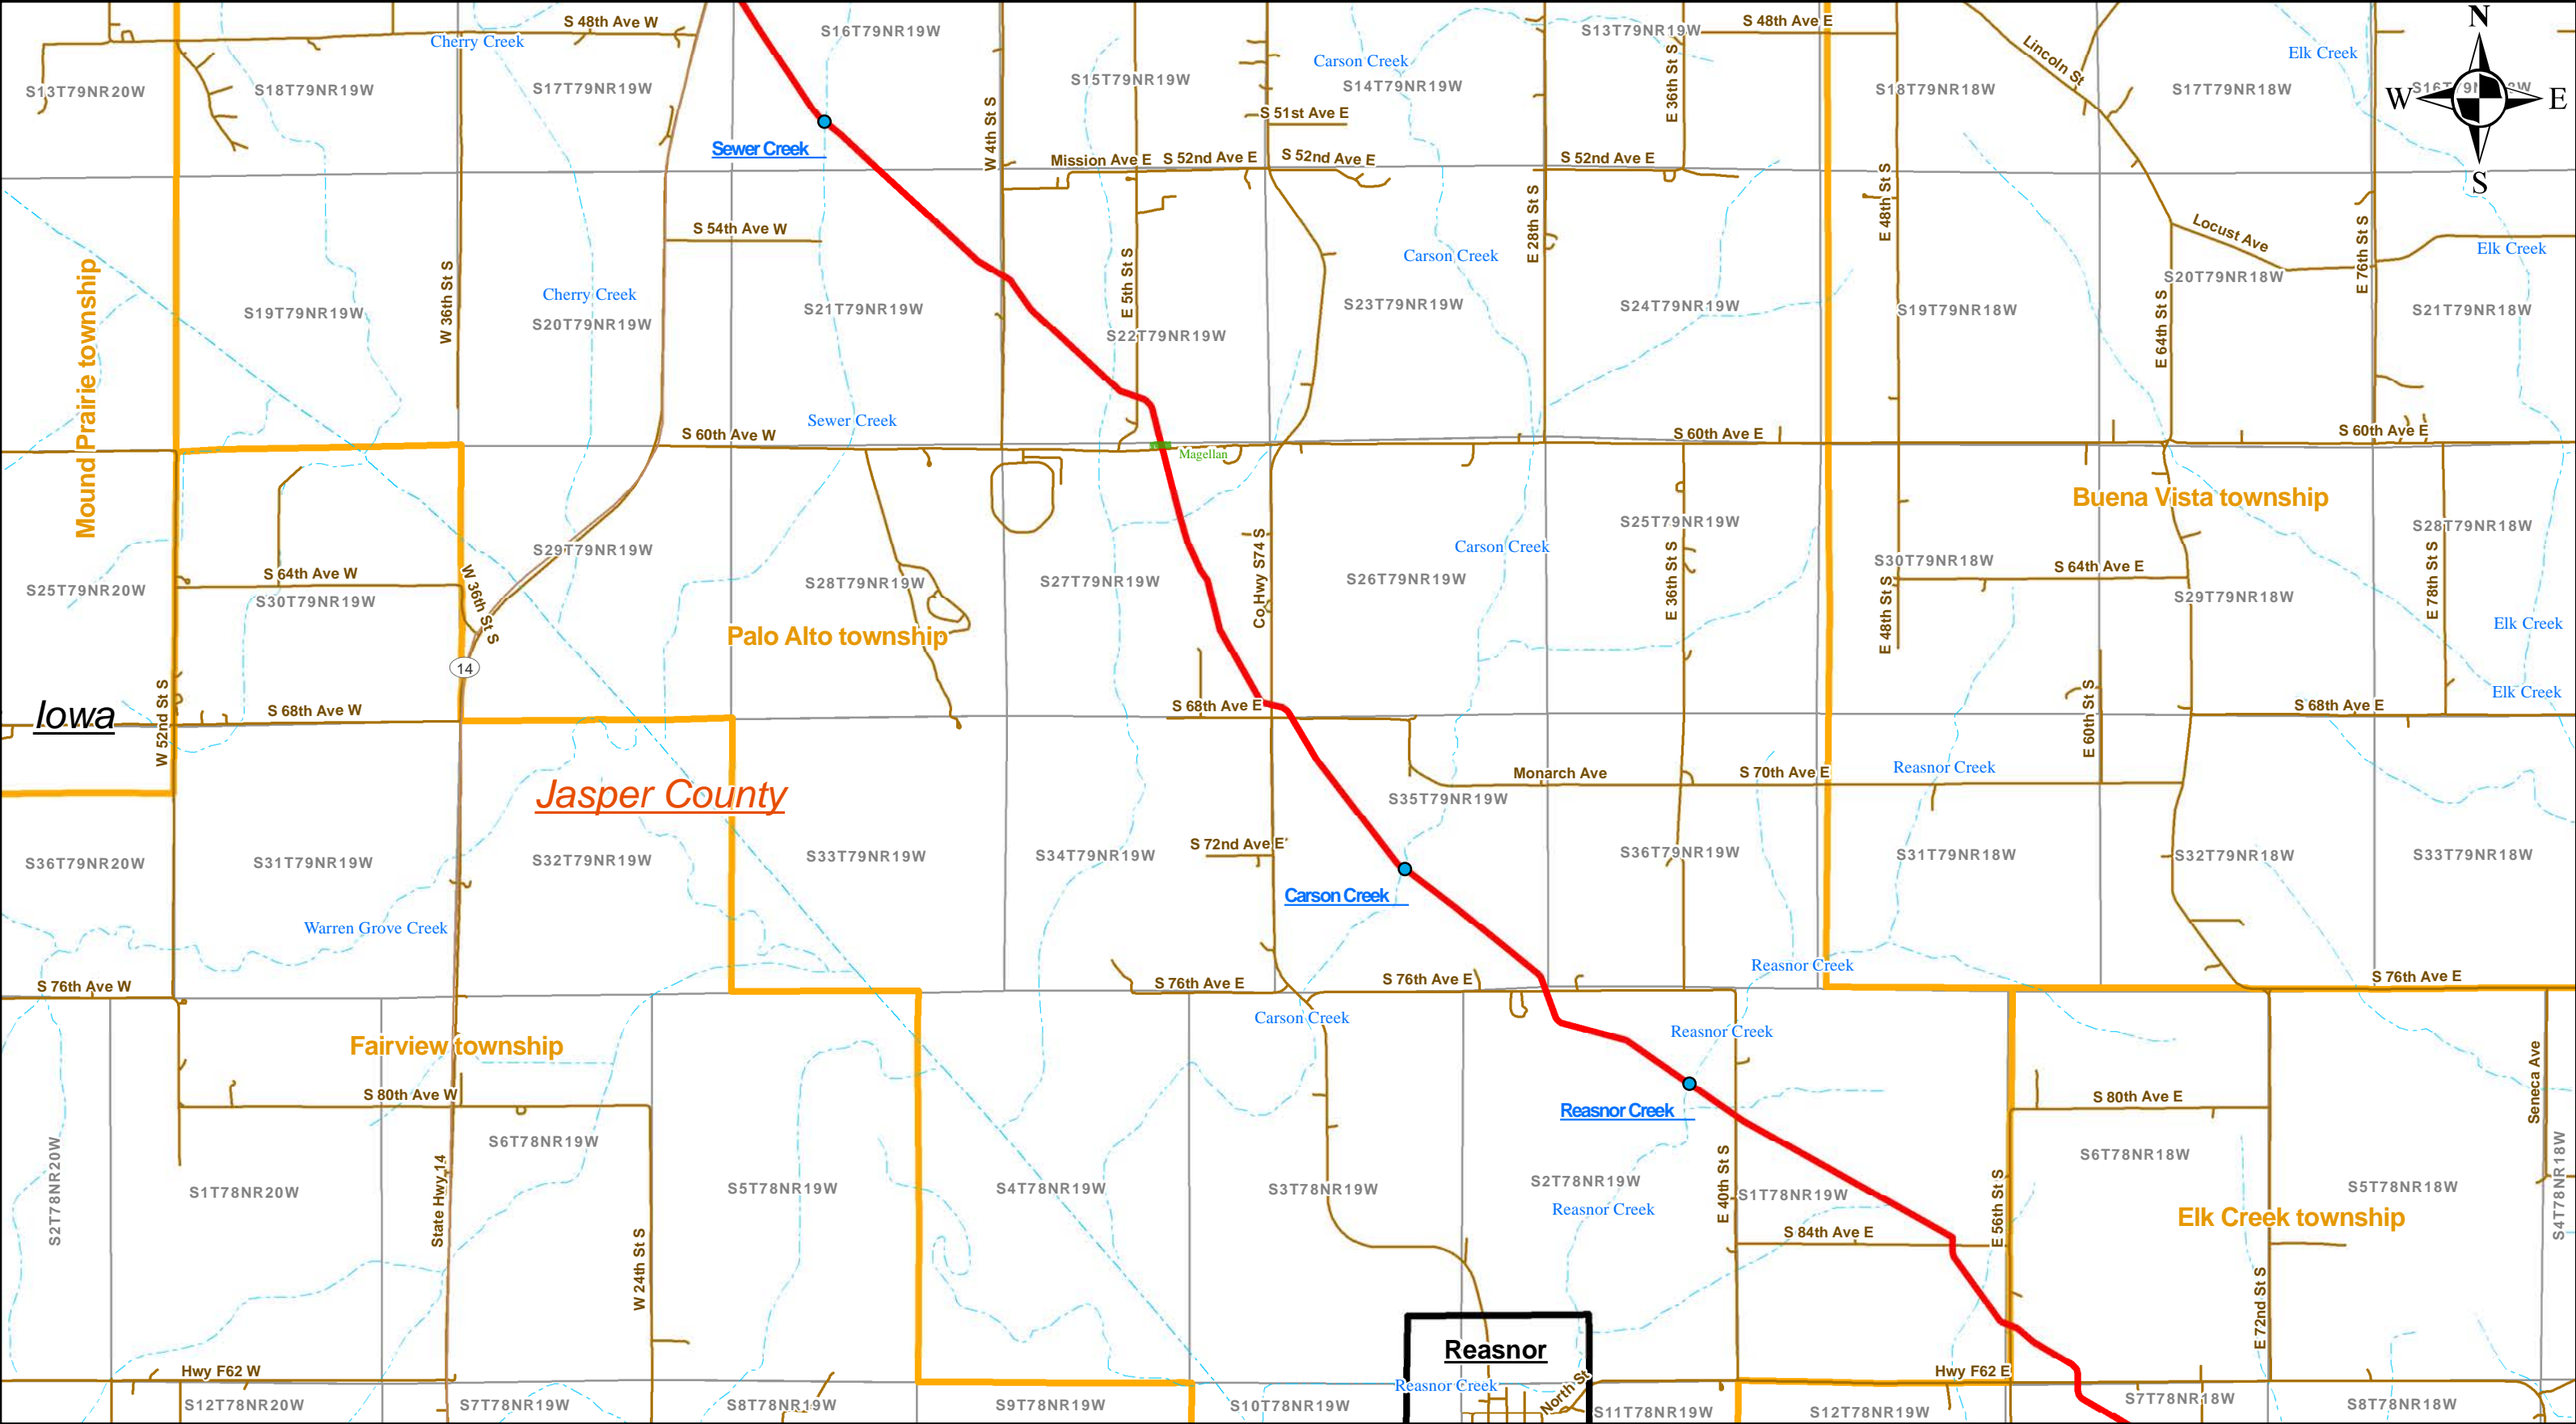 S 48th Ave W
S16T79NR19W
S13T79NR19W
S 48th Ave E
N
Cherry Creek
Carson Creek
Lincoln St
Elk Creek
S13T79NR20W
S18T79NR19W
S17T79NR19W
S15T79NR19W
S14T79NR19W
E 36th St S
S18T79NR18W
S17T79NR18W
W
E
S 51st Ave E
W 4th St S
Sewer Creek
Mission Ave E
S 52nd Ave E
S 52nd Ave E
S 52nd Ave E
S
E 48th St S
E 28th St S
S 54th Ave W
Locust Ave
E 76th St S
Elk Creek
Carson Creek
Mound Prairie township
W 36th St S
Cherry Creek
E 5th St S
S20T79NR18W
S19T79NR19W
S20T79NR19W
S21T79NR19W
S22T79NR19W
S23T79NR19W
S24T79NR19W
S19T79NR18W
E 64th St S
S21T79NR18W
Sewer Creek
S 60th Ave W
S 60th Ave E
S 60th Ave E
Magellan
Buena Vista township
S29T79NR19W
Carson Creek
S25T79NR19W
S28T79NR18W
S25T79NR20W
S 64th Ave W
S30T79NR19W
W 36th St S
S28T79NR19W
S27T79NR19W
Co Hwy S74 S
S26T79NR19W
E 36th St S
S30T79NR18W
E 48th St S
S 64th Ave E
S29T79NR18W
E 78th St S
Elk Creek
Palo Alto township
14
Iowa
W 52nd St S
S 68th Ave W
S 68th Ave E
E 60th St S
S 68th Ave E
Elk Creek
Jasper County
Monarch Ave
S 70th Ave E
Reasnor Creek
S35T79NR19W
S36T79NR20W
S31T79NR19W
S32T79NR19W
S33T79NR19W
S34T79NR19W
S 72nd Ave E
S36T79NR19W
S31T79NR18W
S32T79NR18W
S33T79NR18W
Carson Creek
Warren Grove Creek
Reasnor Creek
S 76th Ave W
S 76th Ave E
S 76th Ave E
S 76th Ave E
Carson Creek
Reasnor Creek
Fairview township
Seneca Ave
S 80th Ave W
Reasnor Creek
S 80th Ave E
S2T78NR20W
S6T78NR19W
S6T78NR18W
S4T78NR18W
S1T78NR20W
State Hwy 14
S5T78NR19W
S4T78NR19W
S3T78NR19W
S2T78NR19W
E 40th St S
S1T78NR19W
E 56th St S
S5T78NR18W
Reasnor Creek
Elk Creek township
W 24th St S
S 84th Ave E
E 72nd St S
Reasnor
Hwy F62 W
Reasnor Creek
North St
Hwy F62 E
S12T78NR20W
S7T78NR19W
S8T78NR19W
S9T78NR19W
S10T78NR19W
S11T78NR19W
S12T78NR19W
S7T78NR18W
S8T78NR18W